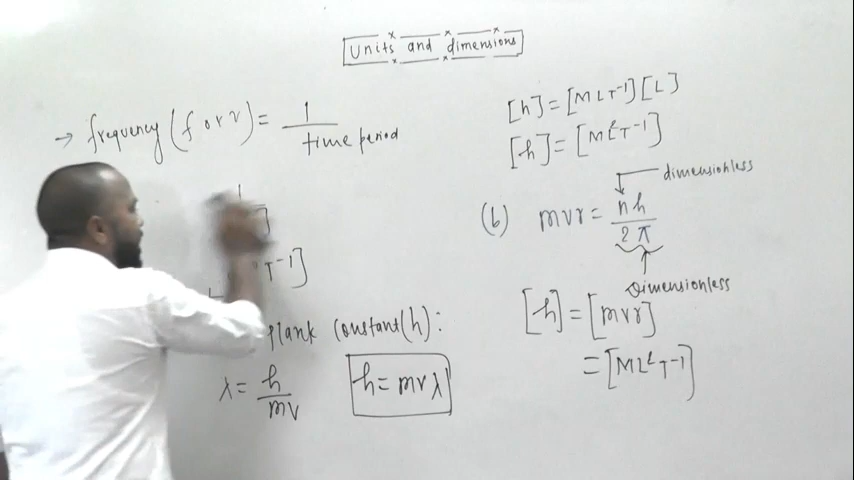 Units and dimensions
→ frequency (f or ν) = 1 / time period
T⁻¹]
plank constant(h):
λ = h / mv
h = mvλ
[h] = [MLT⁻¹][L]
[h] = [ML²T⁻¹]
dimensionless
(b) mvr = nh / 2π
Dimensionless
[h] = [mvr]
= [ML²T⁻¹]